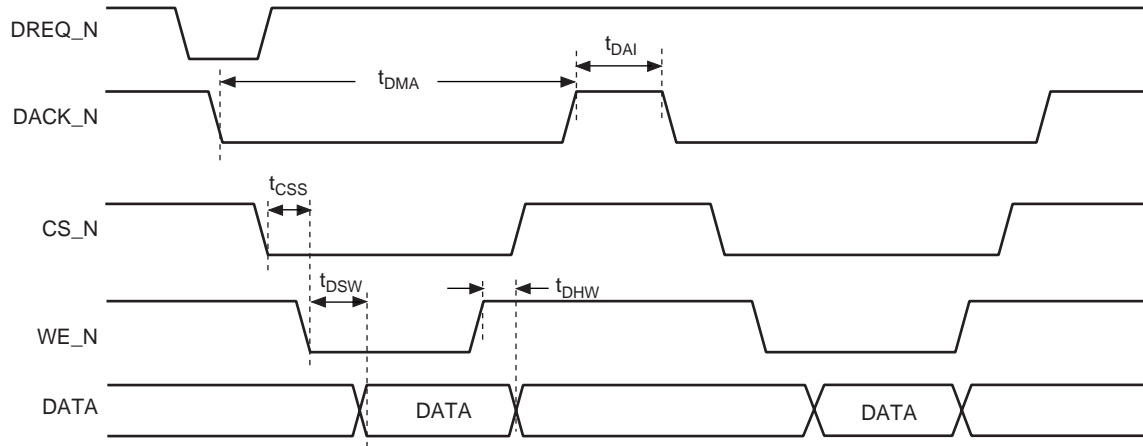 DREQ_N
tDAI
tDMA
DACK_N
tCSS
CS_N
tDSW
tDHW
WE_N
DATA
DATA
DATA